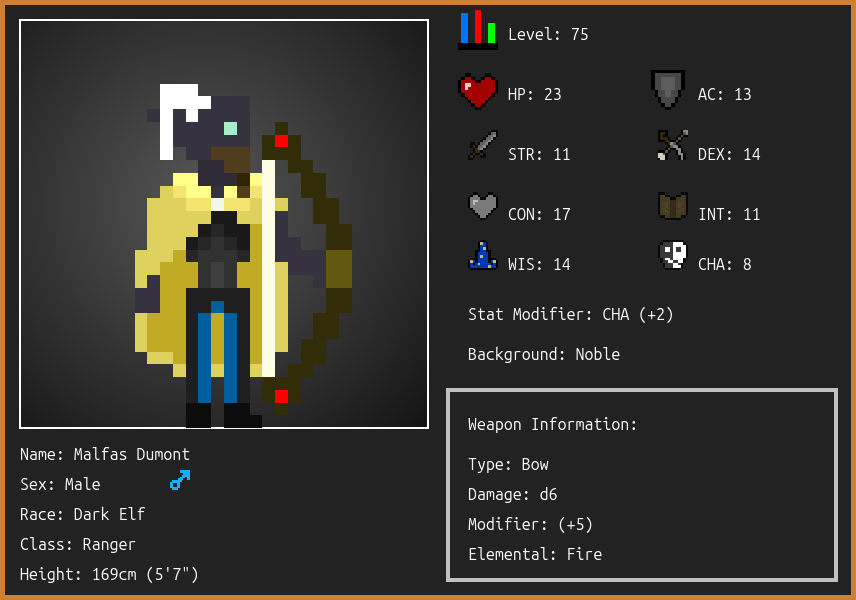 Level: 75
HP: 23
AC: 13
STR: 11
DEX: 14
CON: 17
INT: 11
WIS: 14
CHA: 8
Stat Modifier: CHA (+2)
Background: Noble
Weapon Information:
Type: Bow
Damage: d6
Modifier: (+5)
Elemental: Fire
Name: Malfas Dumont
Sex: Male
Race: Dark Elf
Class: Ranger
Height: 169cm (5'7")